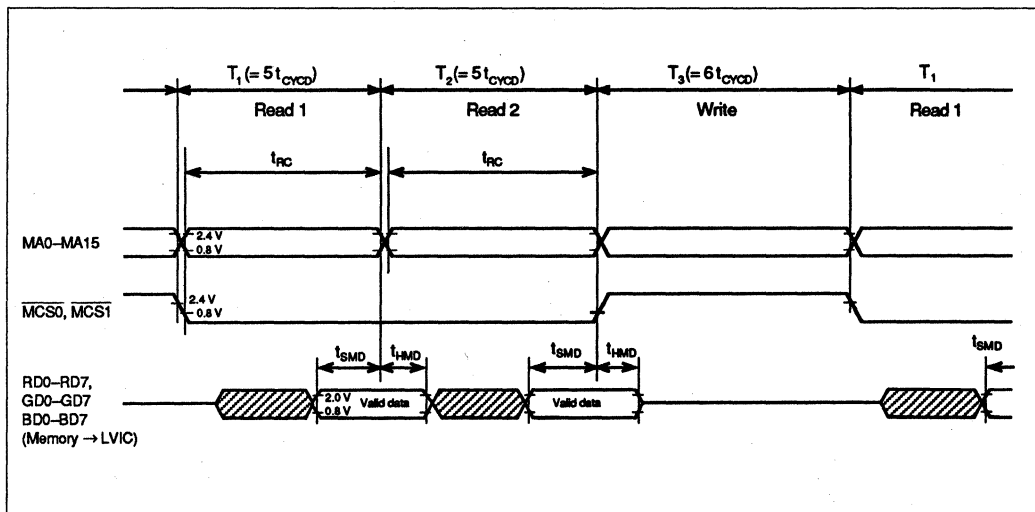 T₁ (= 5 tCYCD) T₂ (= 5 tCYCD) T₃ (= 6 tCYCD) T₁
Read 1 Read 2 Write Read 1
tRC tRC
MA0–MA15 2.4 V
0.8 V
MCS0, MCS1 2.4 V
0.8 V
tSMD tHMD tSMD tHMD tSMD
RD0–RD7,
GD0–GD7 2.0 V Valid data Valid data
BD0–BD7 0.8 V
(Memory → LVIC)